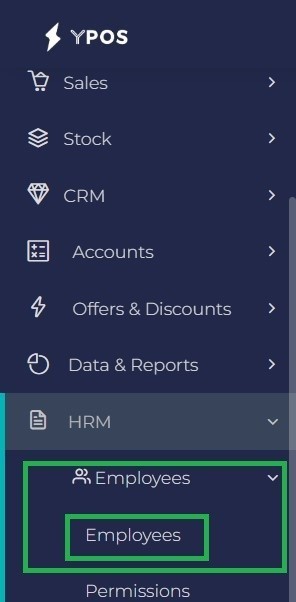 YPOS
Sales
Stock
CRM
Accounts
Offers & Discounts
Data & Reports
HRM
Employees
Employees
Permissions